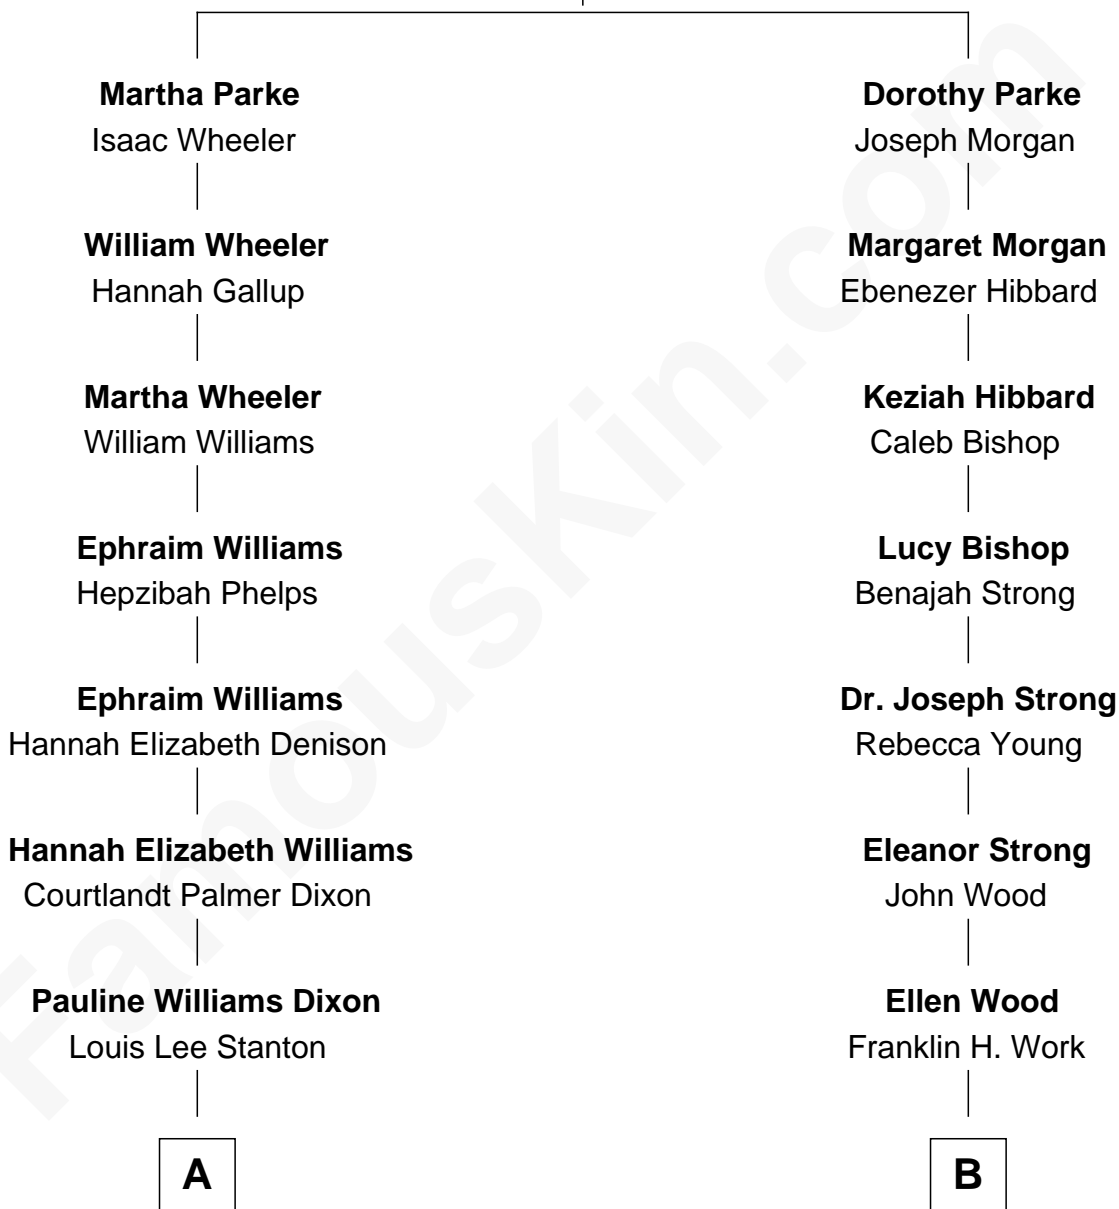 Martha Parke
Isaac Wheeler
William Wheeler
Hannah Gallup
Martha Wheeler
William Williams
Ephraim Williams
Hepzibah Phelps
Ephraim Williams
Hannah Elizabeth Denison
Hannah Elizabeth Williams
Courtlandt Palmer Dixon
Pauline Williams Dixon
Louis Lee Stanton
A
Dorothy Parke
Joseph Morgan
Margaret Morgan
Ebenezer Hibbard
Keziah Hibbard
Caleb Bishop
Lucy Bishop
Benajah Strong
Dr. Joseph Strong
Rebecca Young
Eleanor Strong
John Wood
Ellen Wood
Franklin H. Work
B
FamousKin.com